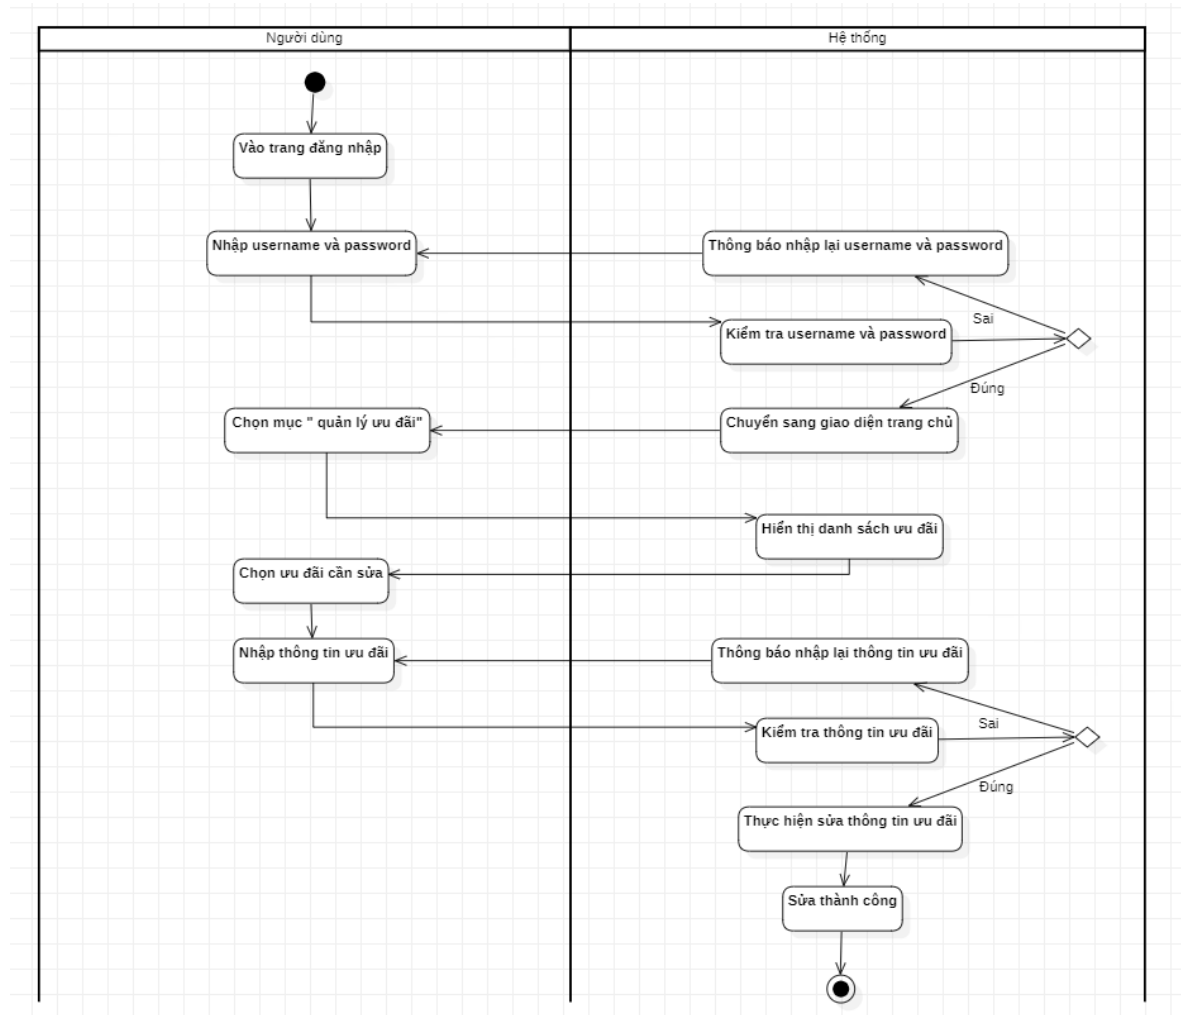 Người dùng
Hệ thống
Vào trang đăng nhập
Nhập username và password
Thông báo nhập lại username và password
Sai
Kiểm tra username và password
Đúng
Chọn mục " quản lý ưu đãi"
Chuyển sang giao diện trang chủ
Hiển thị danh sách ưu đãi
Chọn ưu đãi cần sửa
Nhập thông tin ưu đãi
Thông báo nhập lại thông tin ưu đãi
Sai
Kiểm tra thông tin ưu đãi
Đúng
Thực hiện sửa thông tin ưu đãi
Sửa thành công